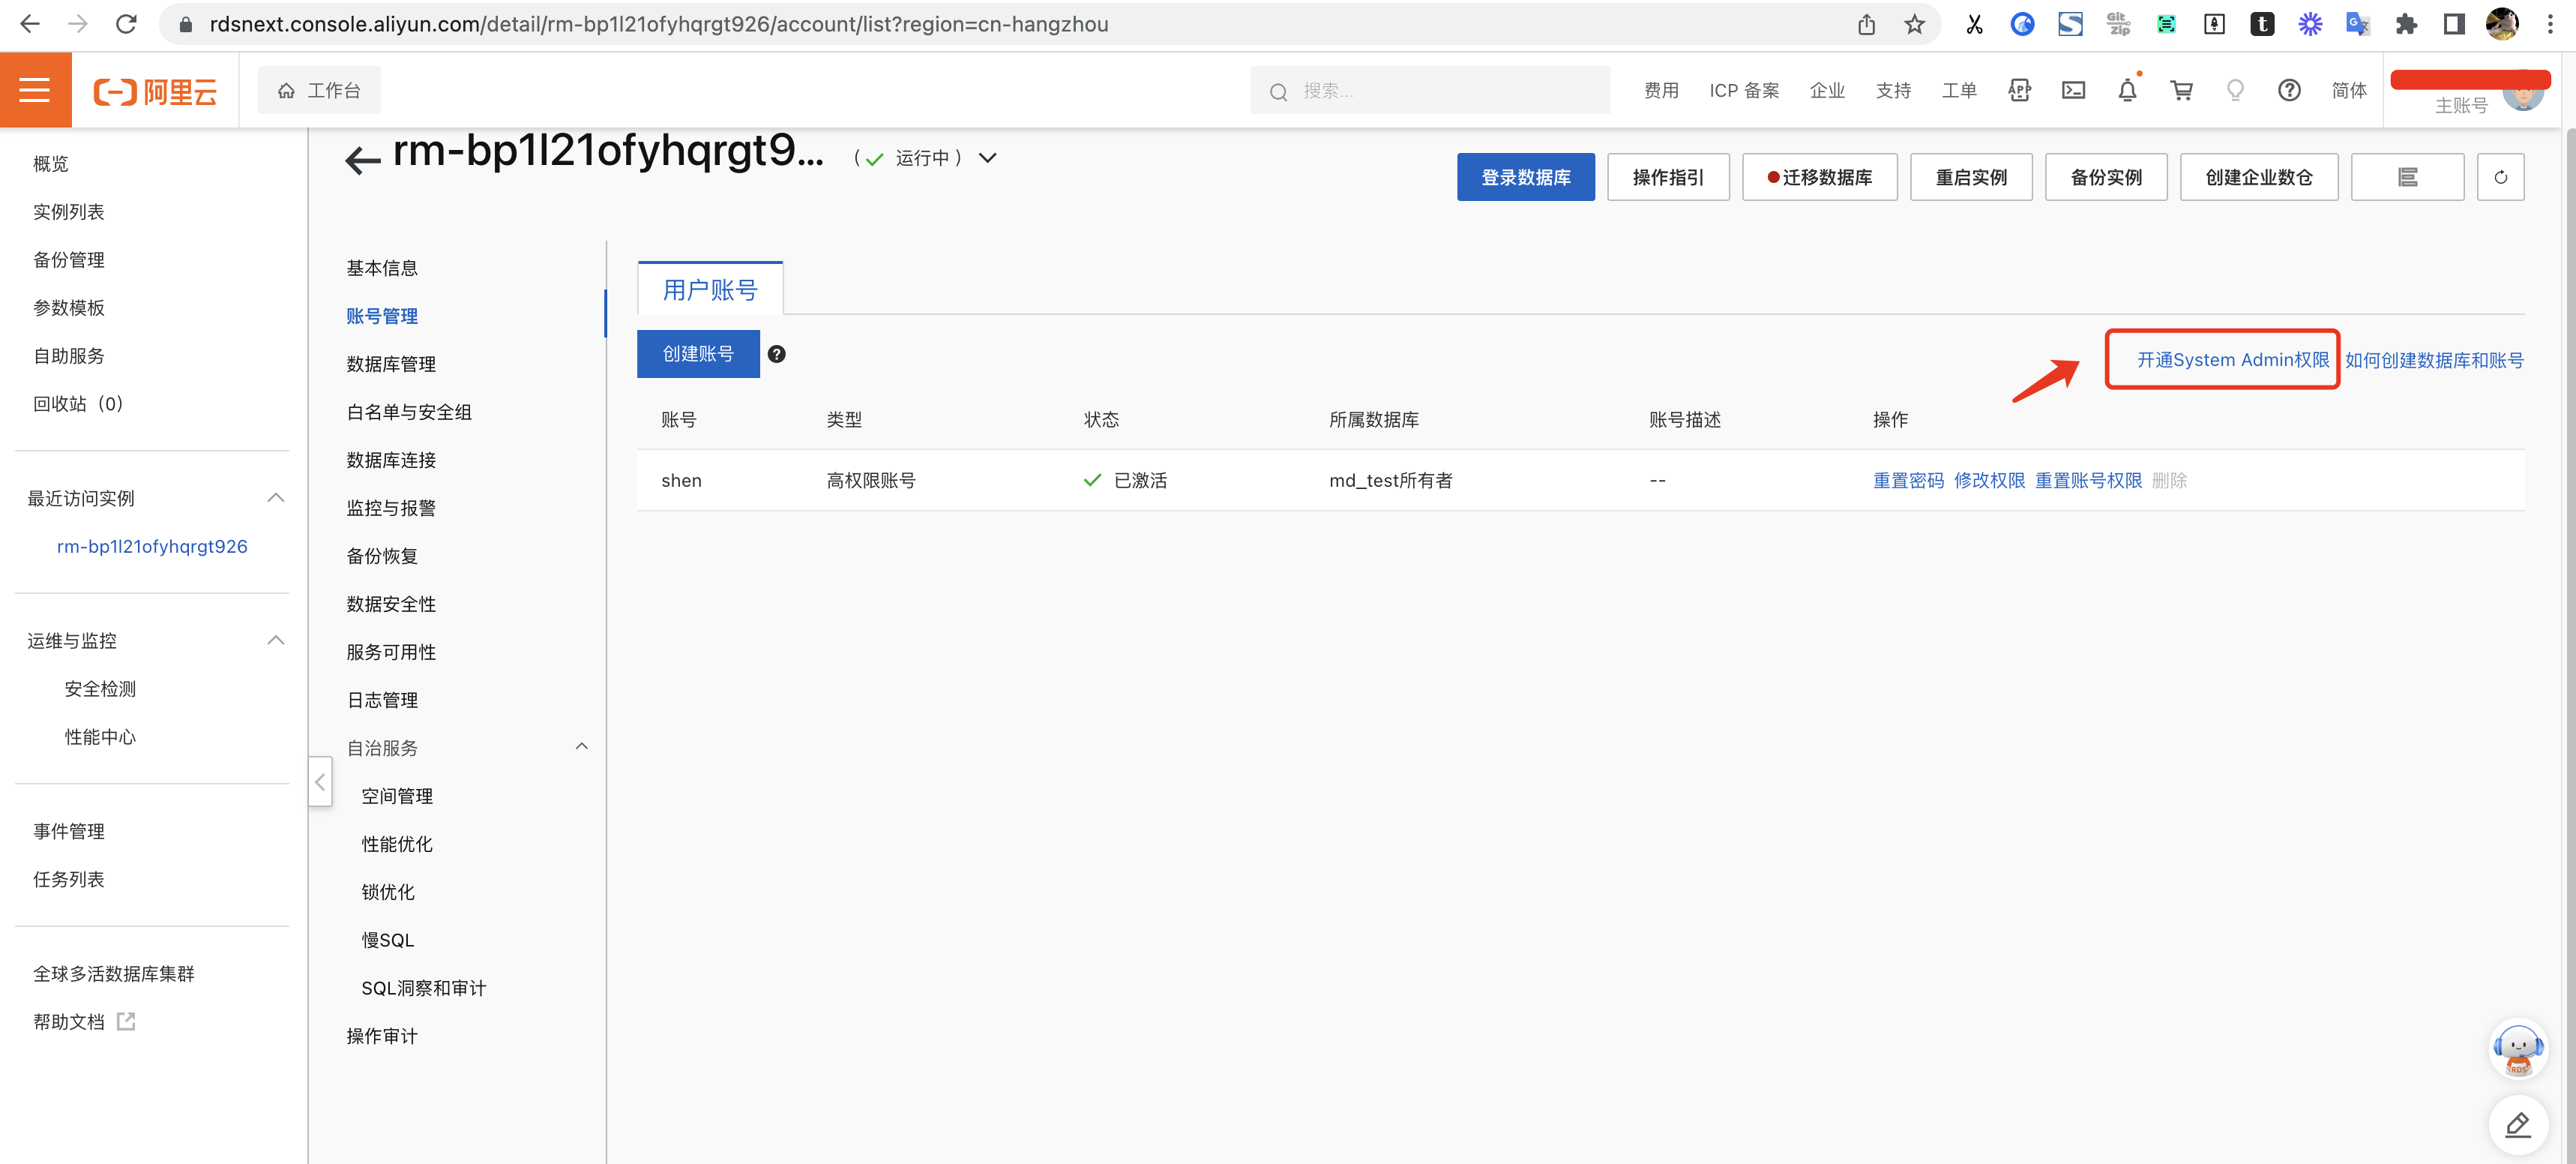 rdsnext.console.aliyun.com/detail/rm-bp1l21ofyhqrgt926/account/list?region=cn-hangzhou
Git Zip
t
阿里云
工作台
搜索...
费用
ICP 备案
企业
支持
工单
APP
简体
主账号
概览
实例列表
备份管理
参数模板
自助服务
回收站（0）
最近访问实例
rm-bp1l21ofyhqrgt926
运维与监控
安全检测
性能中心
事件管理
任务列表
全球多活数据库集群
帮助文档
rm-bp1l21ofyhqrgt9...
（ 运行中 ）
登录数据库
操作指引
迁移数据库
重启实例
备份实例
创建企业数仓
基本信息
账号管理
数据库管理
白名单与安全组
数据库连接
监控与报警
备份恢复
数据安全性
服务可用性
日志管理
自治服务
空间管理
性能优化
锁优化
慢SQL
SQL洞察和审计
操作审计
用户账号
创建账号
开通System Admin权限
如何创建数据库和账号
账号 类型 状态 所属数据库 账号描述 操作
shen 高权限账号 已激活 md_test所有者 -- 重置密码 修改权限 重置账号权限 删除
RDS